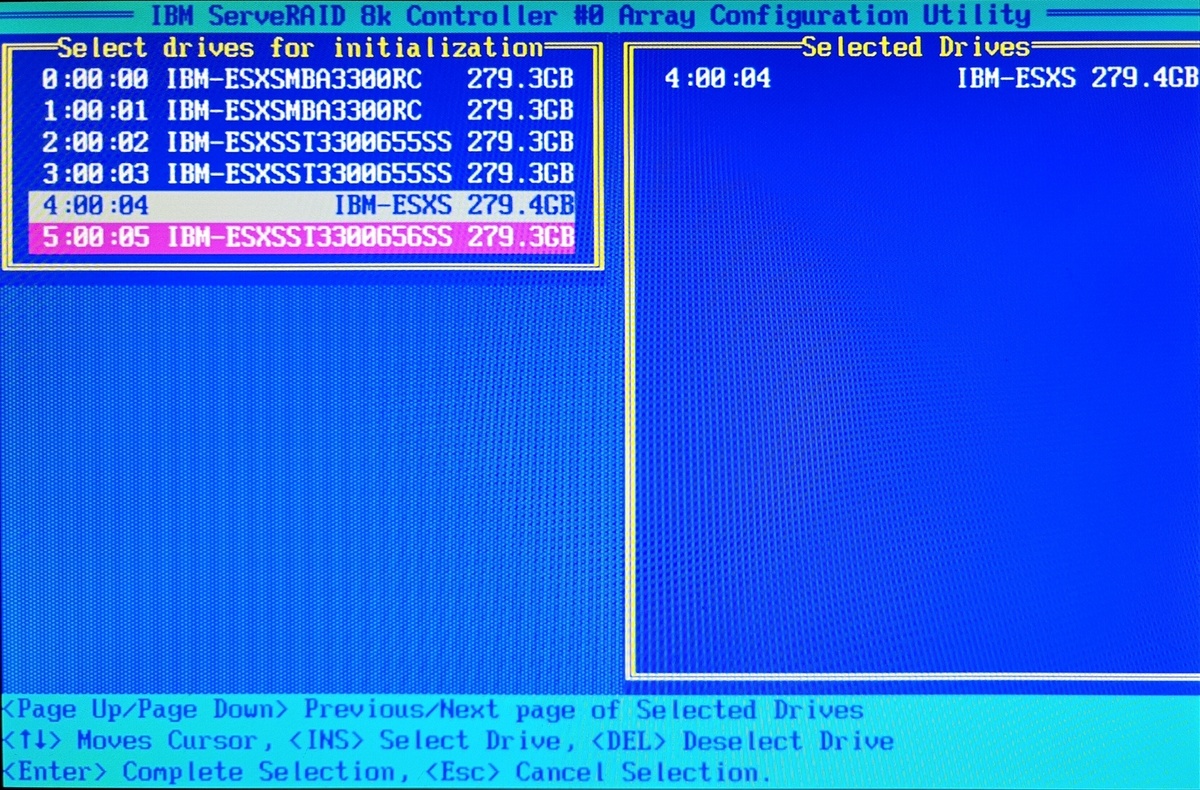 IBM ServeRAID 8k Controller #0 Array Configuration Utility
Select drives for initialization
0:00:00 IBM-ESXSMBA3300RC 279.3GB
1:00:01 IBM-ESXSMBA3300RC 279.3GB
2:00:02 IBM-ESXSST3300655SS 279.3GB
3:00:03 IBM-ESXSST3300655SS 279.3GB
4:00:04 IBM-ESXS 279.4GB
5:00:05 IBM-ESXSST3300656SS 279.3GB
Selected Drives
4:00:04 IBM-ESXS 279.4GB
<Page Up/Page Down> Previous/Next page of Selected Drives
<↑↓> Moves Cursor, <INS> Select Drive, <DEL> Deselect Drive
<Enter> Complete Selection, <Esc> Cancel Selection.